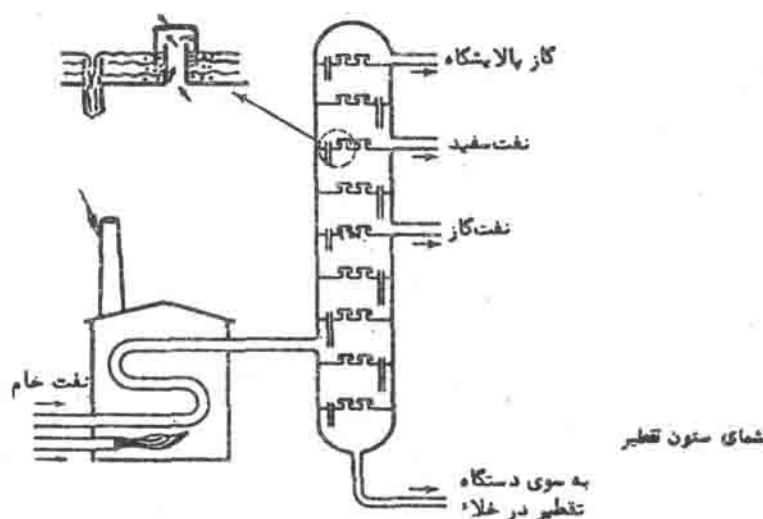 گاز پالایشگاه
نفت‌سفید
نفت‌گاز
نفت خام
شمای ستون تقطیر
به سوی دستگاه
تقطیر در خلاء